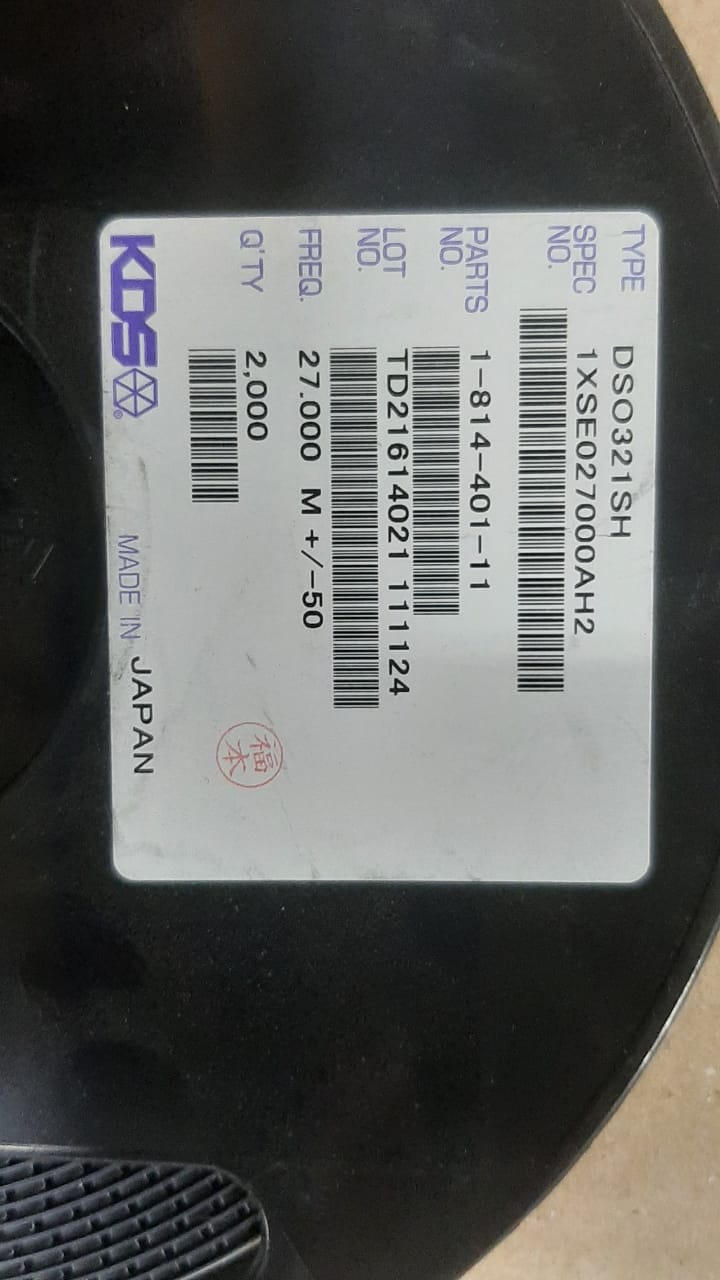 TYPE DSO321SH
SPEC NO. 1XSE027000AH2
PARTS NO. 1-814-401-11
LOT NO. TD21614021 111124
FREQ. 27.000 M +/-50
Q'TY 2,000
福本
KDS® MADE IN JAPAN